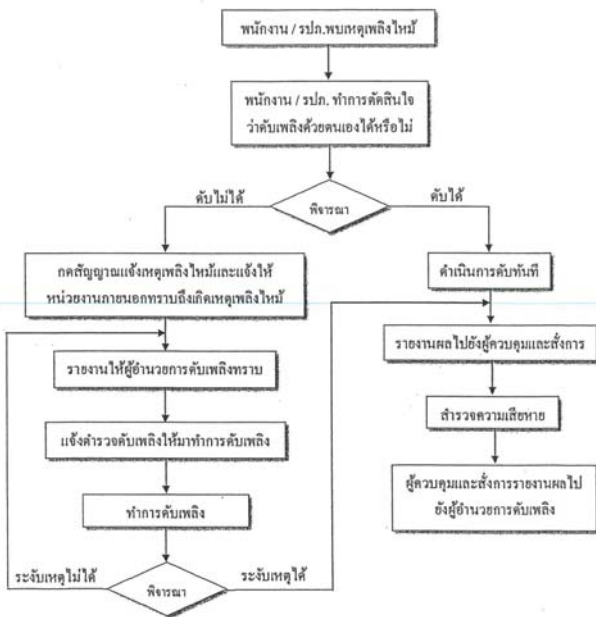 พนักงาน / รปภ.พบเหตุเพลิงไหม้
พนักงาน / รปภ. ทำการตัดสินใจ
ว่าดับเพลิงด้วยตนเองได้หรือไม่
ดับไม่ได้
พิจารณา
ดับได้
กดสัญญาณแจ้งเหตุเพลิงไหม้และแจ้งให้
หน่วยงานภายนอกทราบถึงเกิดเหตุเพลิงไหม้
ดำเนินการดับทันที
รายงานผลไปยังผู้ควบคุมและสั่งการ
รายงานให้ผู้อำนวยการดับเพลิงทราบ
สำรวจความเสียหาย
แจ้งตำรวจดับเพลิงให้มาทำการดับเพลิง
ผู้ควบคุมและสั่งการรายงานผลไป
ยังผู้อำนวยการดับเพลิง
ทำการดับเพลิง
ระงับเหตุไม่ได้
พิจารณา
ระงับเหตุได้